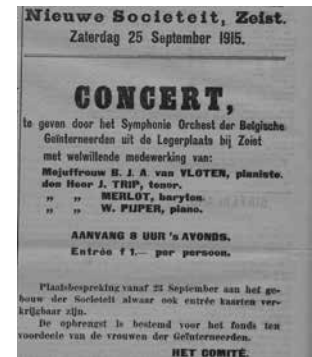 Nieuwe Societeit, Zeist.
Zaterdag 25 September 1915.
CONCERT,
te geven door het Symphonie Orchest der Belgische
Geïnterneerden uit de Legerplaats bij Zeist
met welwillende medewerking van:
Mejuffrouw B. J. A. van VLOTEN, pianiste.
den Heer J. TRIP, tenor.
„ „ MERLOT, baryton.
„ „ W. PIJPER, piano.
AANVANG 8 UUR 's AVONDS.
Entrée f 1.— per persoon.
Plaatsbespreking vanaf 23 September aan het ge-
bouw der Societeit alwaar ook entrée kaarten ver-
krijgbaar zijn.
De opbrengst is bestemd voor het fonds ten
voordeele van de vrouwen der Geïnterneerden.
HET COMITÉ.